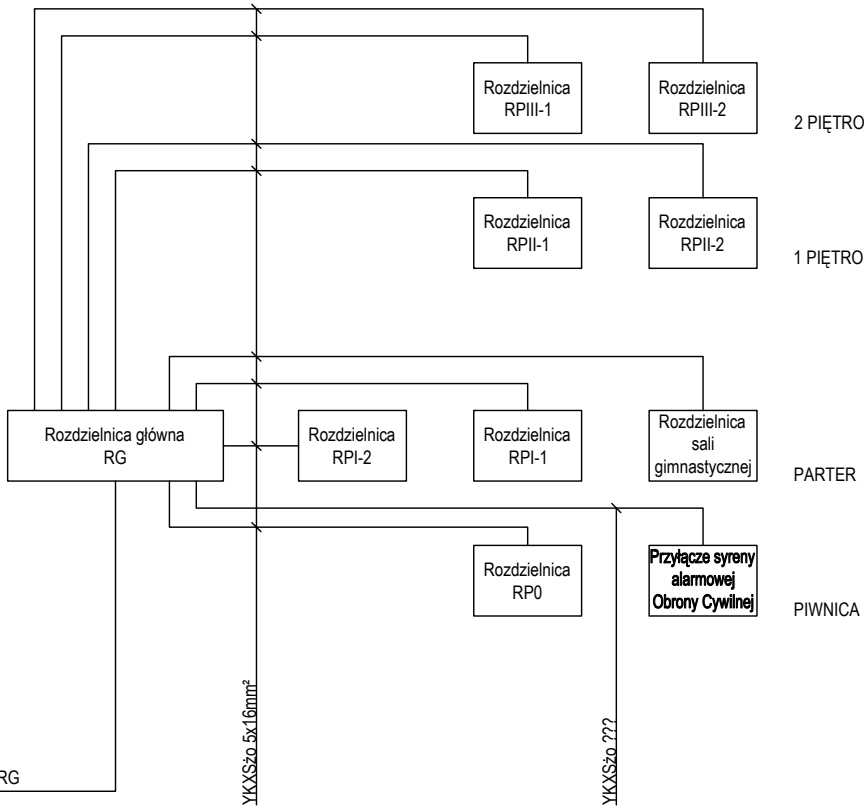 Rozdzielnica
RPIII-1
Rozdzielnica
RPIII-2
2 PIĘTRO
Rozdzielnica
RPII-1
Rozdzielnica
RPII-2
1 PIĘTRO
Rozdzielnica główna
RG
Rozdzielnica
RPI-2
Rozdzielnica
RPI-1
Rozdzielnica
sali
gimnastycznej
PARTER
Rozdzielnica
RP0
Przyłącze syreny
alarmowej
Obrony Cywilnej
PIWNICA
YKXSżo 5x16mm²
YKXSżo ???
RG